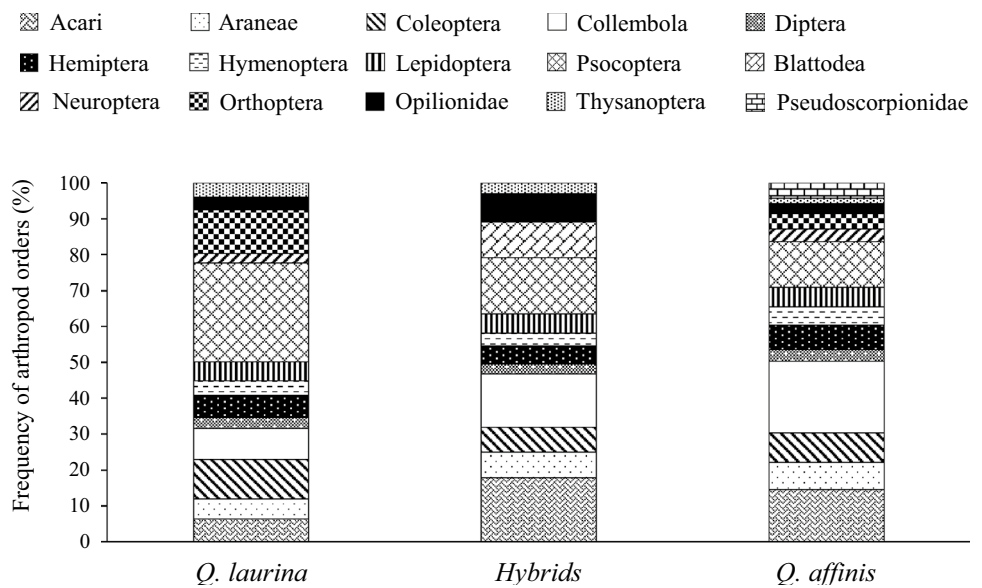 Acari Araneae Coleoptera Collembola Diptera
Hemiptera Hymenoptera Lepidoptera Psocoptera Blattodea
Neuroptera Orthoptera Opilionidae Thysanoptera Pseudoscorpionidae
Frequency of arthropod orders (%)
100
90
80
70
60
50
40
30
20
10
0
Q. laurina Hybrids Q. affinis